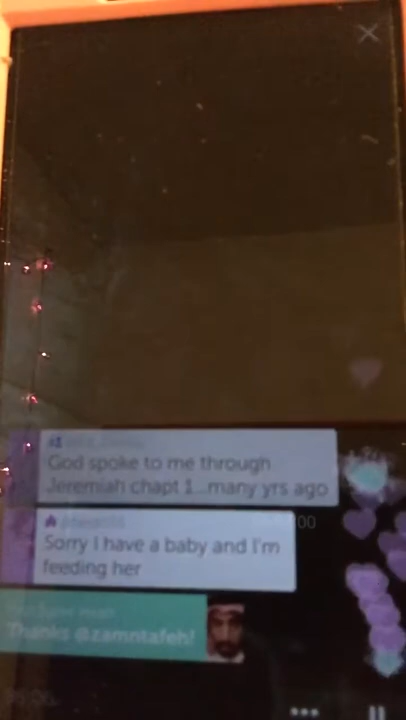 God spoke to me through
Jeremiah chapt 1...many yrs ago
00
Sorry I have a baby and I'm
feeding her
Thanks @zamntafeh!